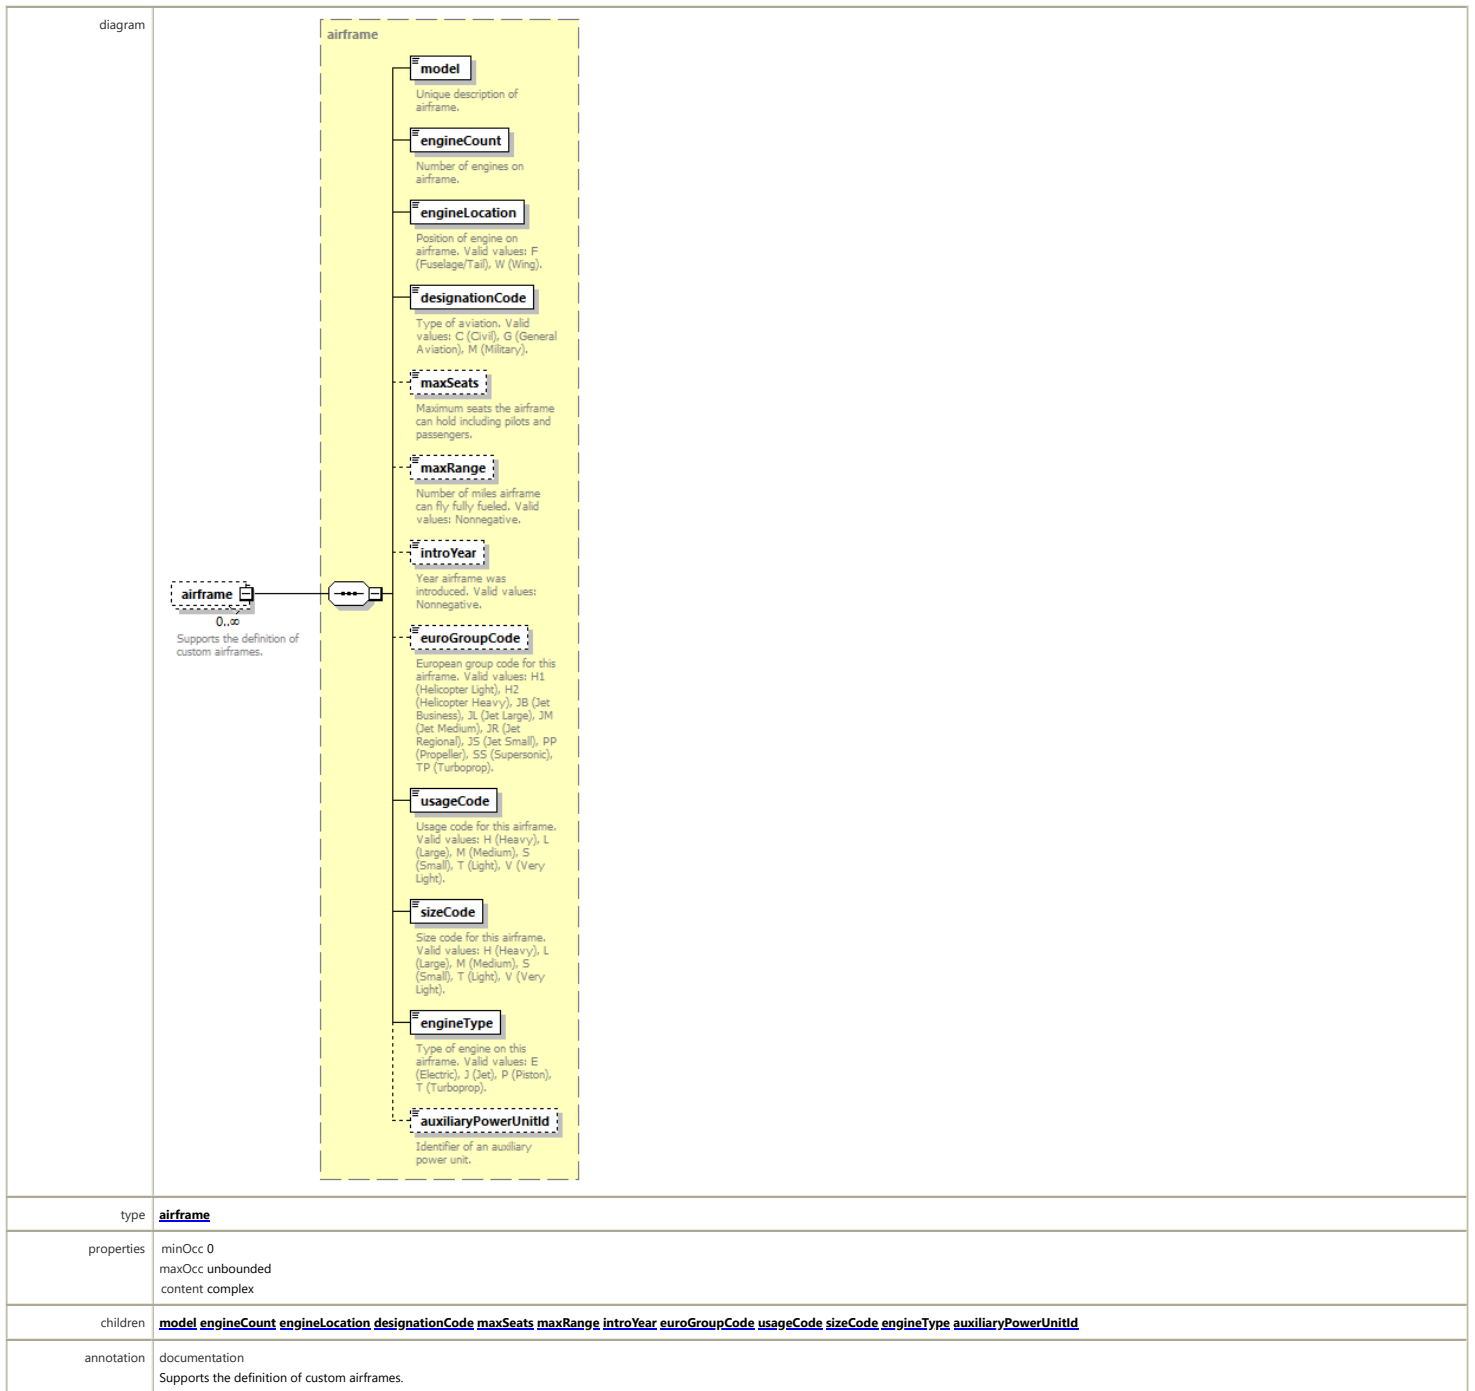 diagram
airframe
model
Unique description of
airframe.
engineCount
Number of engines on
airframe.
engineLocation
Position of engine on
airframe. Valid values: F
(Fuselage/Tail), W (Wing).
designationCode
Type of aviation. Valid
values: C (Civil), G (General
Aviation), M (Military).
maxSeats
Maximum seats the airframe
can hold including pilots and
passengers.
maxRange
Number of miles airframe
can fly fully fueled. Valid
values: Nonnegative.
introYear
Year airframe was
introduced. Valid values:
Nonnegative.
airframe
0..∞
Supports the definition of
custom airframes.
euroGroupCode
European group code for this
airframe. Valid values: H1
(Helicopter Light), H2
(Helicopter Heavy), JB (Jet
Business), JL (Jet Large), JM
(Jet Medium), JR (Jet
Regional), JS (Jet Small), PP
(Propeller), SS (Supersonic),
TP (Turboprop).
usageCode
Usage code for this airframe.
Valid values: H (Heavy), L
(Large), M (Medium), S
(Small), T (Light), V (Very
Light).
sizeCode
Size code for this airframe.
Valid values: H (Heavy), L
(Large), M (Medium), S
(Small), T (Light), V (Very
Light).
engineType
Type of engine on this
airframe. Valid values: E
(Electric), J (Jet), P (Piston),
T (Turboprop).
auxiliaryPowerUnitId
Identifier of an auxiliary
power unit.
type airframe
properties minOcc 0
maxOcc unbounded
content complex
children model engineCount engineLocation designationCode maxSeats maxRange introYear euroGroupCode usageCode sizeCode engineType auxiliaryPowerUnitId
annotation documentation
Supports the definition of custom airframes.